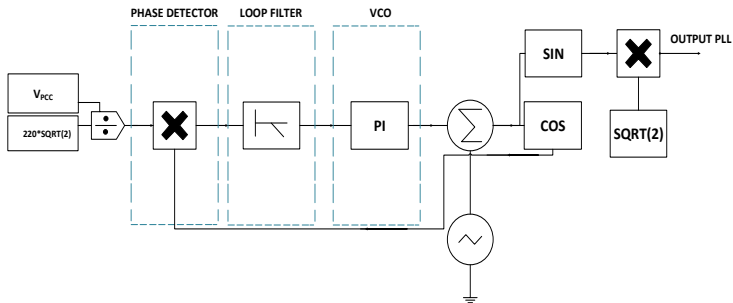 PHASE DETECTOR
LOOP FILTER
VCO
SIN
OUTPUT PLL
VPCC
220*SQRT(2)
PI
COS
SQRT(2)